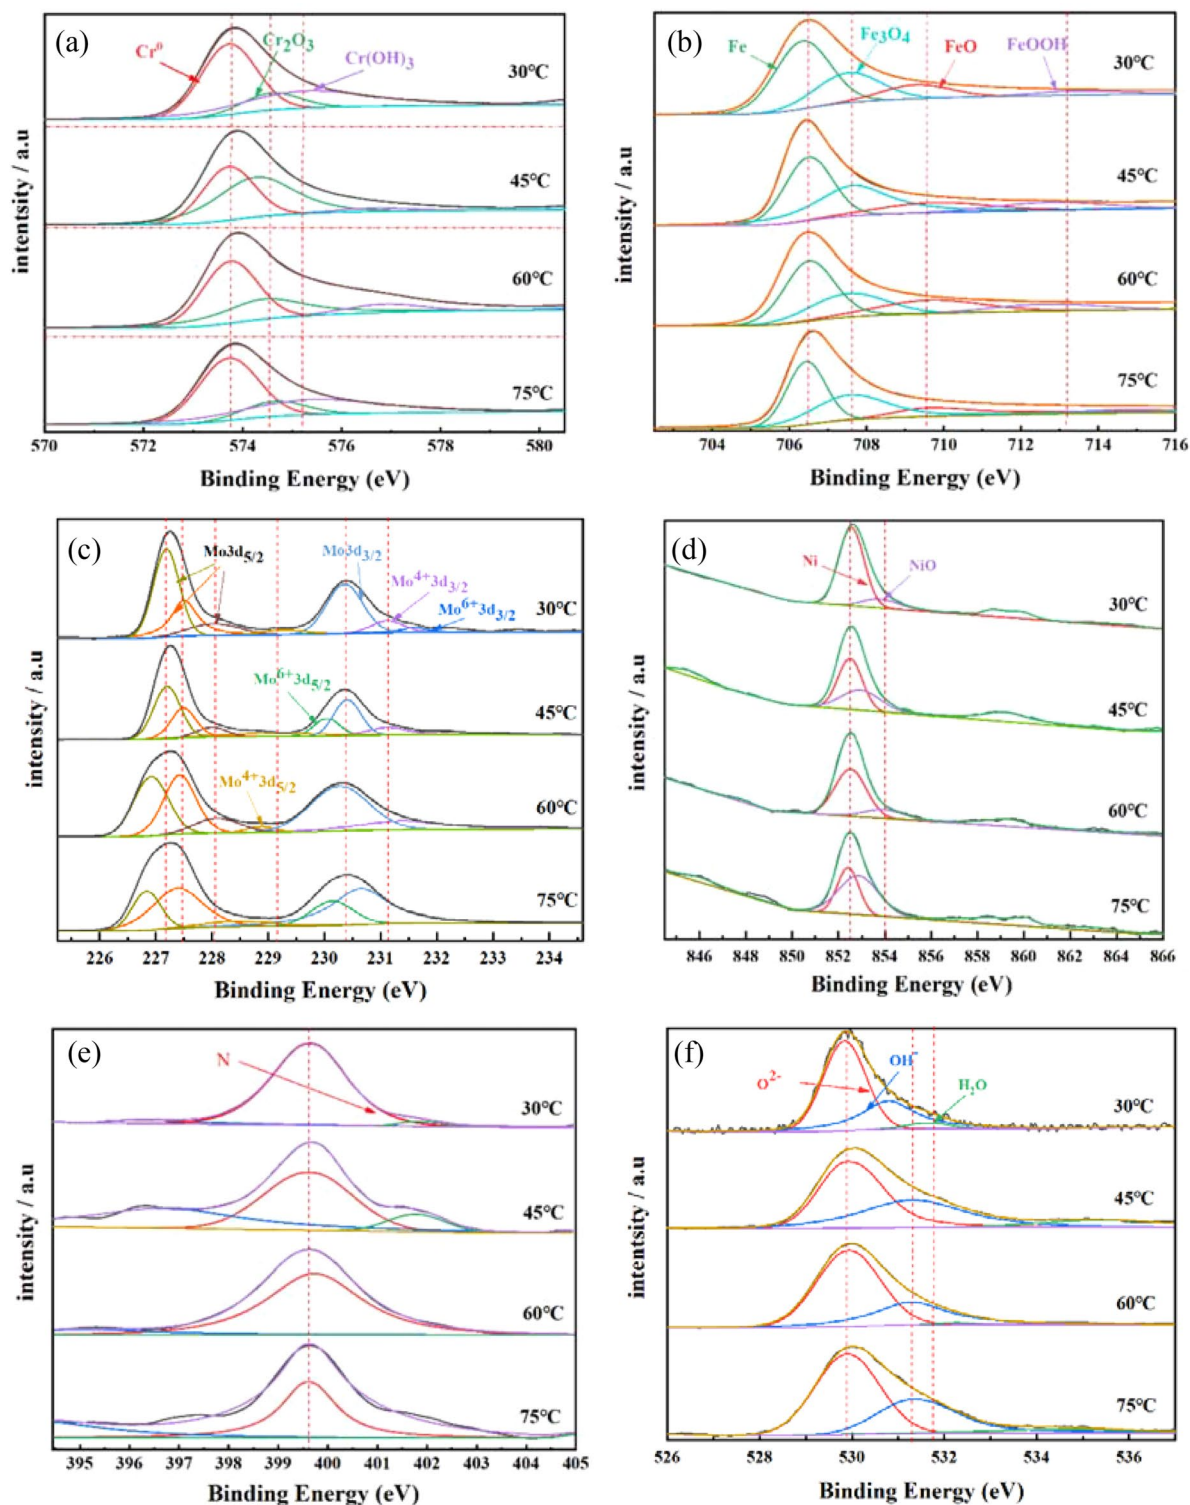 (a)
Cr⁰
Cr₂O₃
Cr(OH)₃
30℃
45℃
60℃
75℃
intentsity / a.u
570 572 574 576 578 580
Binding Energy (eV)
(b)
Fe
Fe₃O₄
FeO
FeOOH
30℃
45℃
60℃
75℃
intensity / a.u
704 706 708 710 712 714 716
Binding Energy (eV)
(c)
Mo3d₅/₂
Mo3d₃/₂
Mo⁴⁺3d₃/₂
Mo⁶⁺3d₃/₂
30℃
Mo⁶⁺3d₅/₂
45℃
Mo⁴⁺3d₅/₂
60℃
75℃
intensity / a.u
226 227 228 229 230 231 232 233 234
Binding Energy (eV)
(d)
Ni
NiO
30℃
45℃
60℃
75℃
intensity / a.u
846 848 850 852 854 856 858 860 862 864 866
Binding Energy (eV)
(e)
N
30℃
45℃
60℃
75℃
intensity / a.u
395 396 397 398 399 400 401 402 403 404 405
Binding Energy (eV)
(f)
O²⁻
OH⁻
H₂O
30℃
45℃
60℃
75℃
intentsity / a.u
526 528 530 532 534 536
Binding Energy (eV)